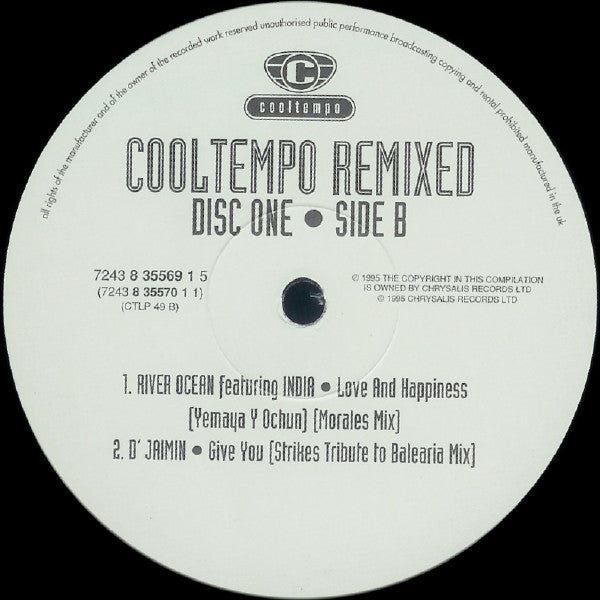 all rights of the manufacturer and of the owner of the recorded work reserved unauthorised public performance broadcasting copying and rental prohibited manufactured in the uk
C
cooltempo
COOLTEMPO REMIXED
DISC ONE • SIDE B
7243 8 35569 1 5
(7243 8 35570 1 1)
(CTLP 49 B)
© 1995 THE COPYRIGHT IN THIS COMPILATION
IS OWNED BY CHRYSALIS RECORDS LTD
© 1995 CHRYSALIS RECORDS LTD
1. RIVER OCEAN featuring INDIA • Love And Happiness
(Yemaya Y Ochun) (Morales Mix)
2. D' JAIMIN • Give You (Strikes Tribute to Balearia Mix)